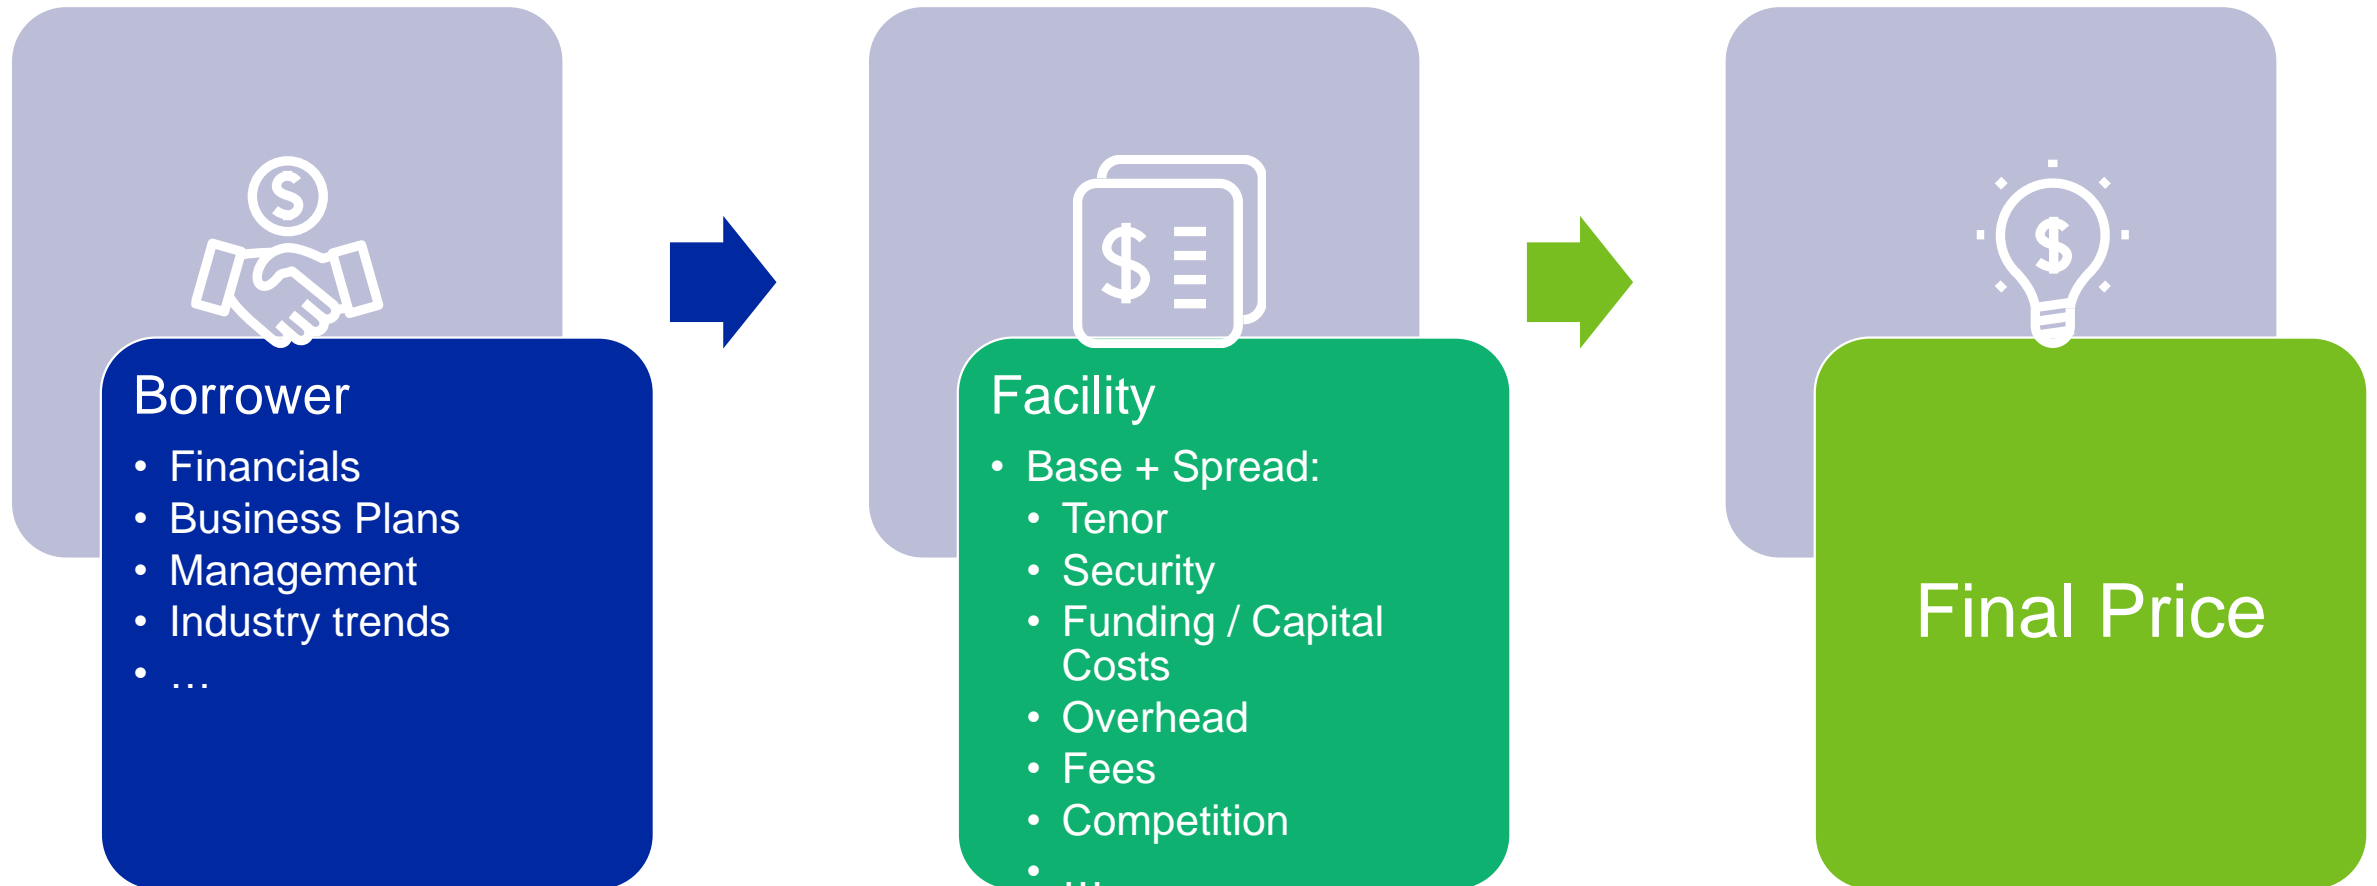 Borrower
• Financials
• Business Plans
• Management
• Industry trends
• …
Facility
• Base + Spread:
• Tenor
• Security
• Funding / Capital
Costs
• Overhead
• Fees
• Competition
• …
Final Price